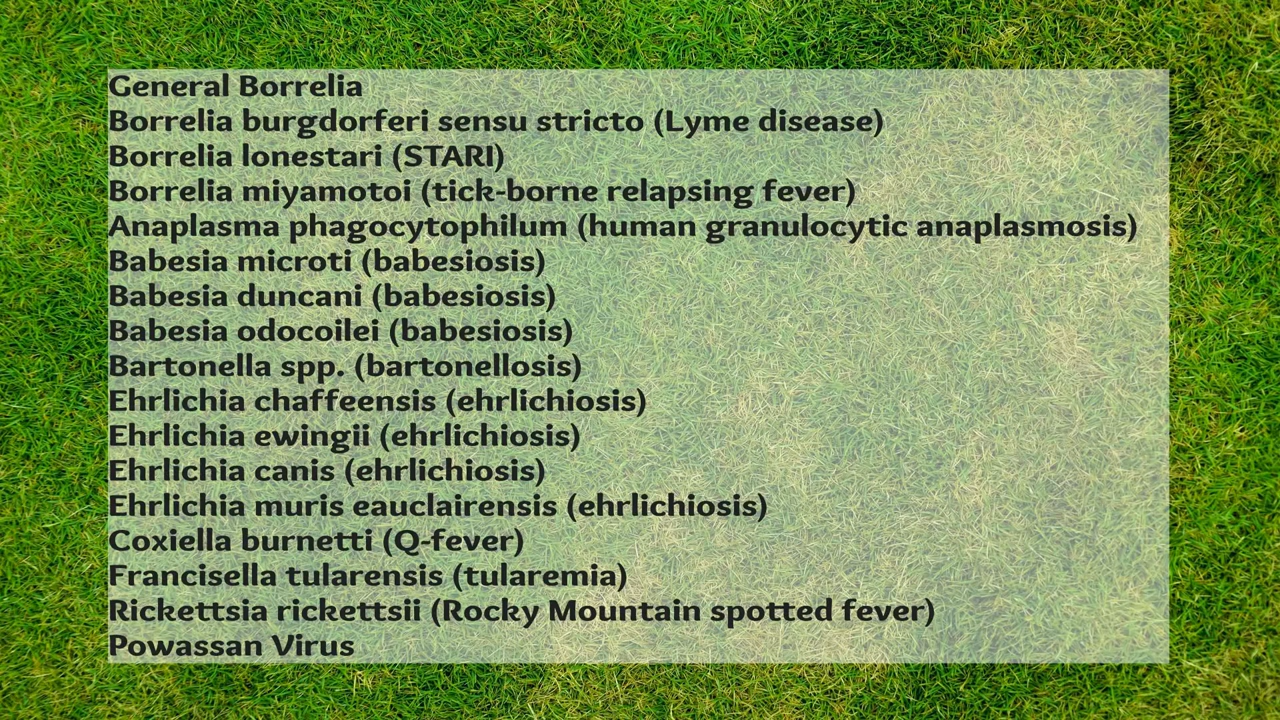 General Borrelia
Borrelia burgdorferi sensu stricto (Lyme disease)
Borrelia lonestari (STARI)
Borrelia miyamotoi (tick-borne relapsing fever)
Anaplasma phagocytophilum (human granulocytic anaplasmosis)
Babesia microti (babesiosis)
Babesia duncani (babesiosis)
Babesia odocoilei (babesiosis)
Bartonella spp. (bartonellosis)
Ehrlichia chaffeensis (ehrlichiosis)
Ehrlichia ewingii (ehrlichiosis)
Ehrlichia canis (ehrlichiosis)
Ehrlichia muris eauclairensis (ehrlichiosis)
Coxiella burnetti (Q-fever)
Francisella tularensis (tularemia)
Rickettsia rickettsii (Rocky Mountain spotted fever)
Powassan Virus